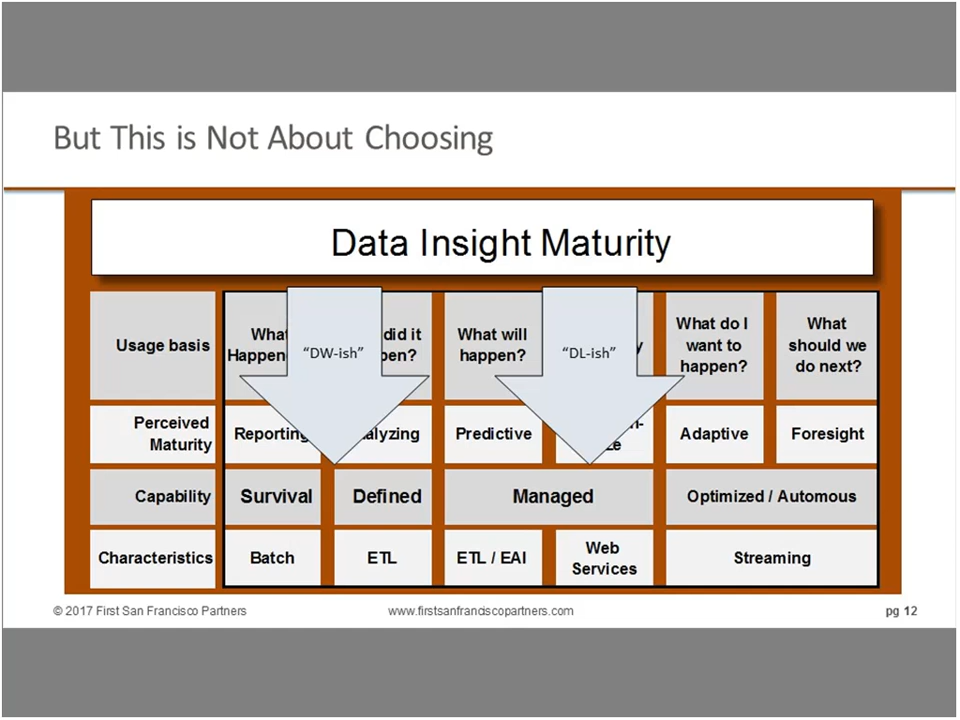 But This is Not About Choosing
Data Insight Maturity
Usage basis
What
Happen
did it
pen?
What will
happen?
What do I
want to
happen?
What
should we
do next?
"DW-ish"
"DL-ish"
Perceived
Maturity
Reporting
alyzing
Predictive
Adaptive
Foresight
Capability
Survival
Defined
Managed
Optimized / Automous
Characteristics
Batch
ETL
ETL / EAI
Web
Services
Streaming
© 2017 First San Francisco Partners
www.firstsanfranciscopartners.com
pg 12